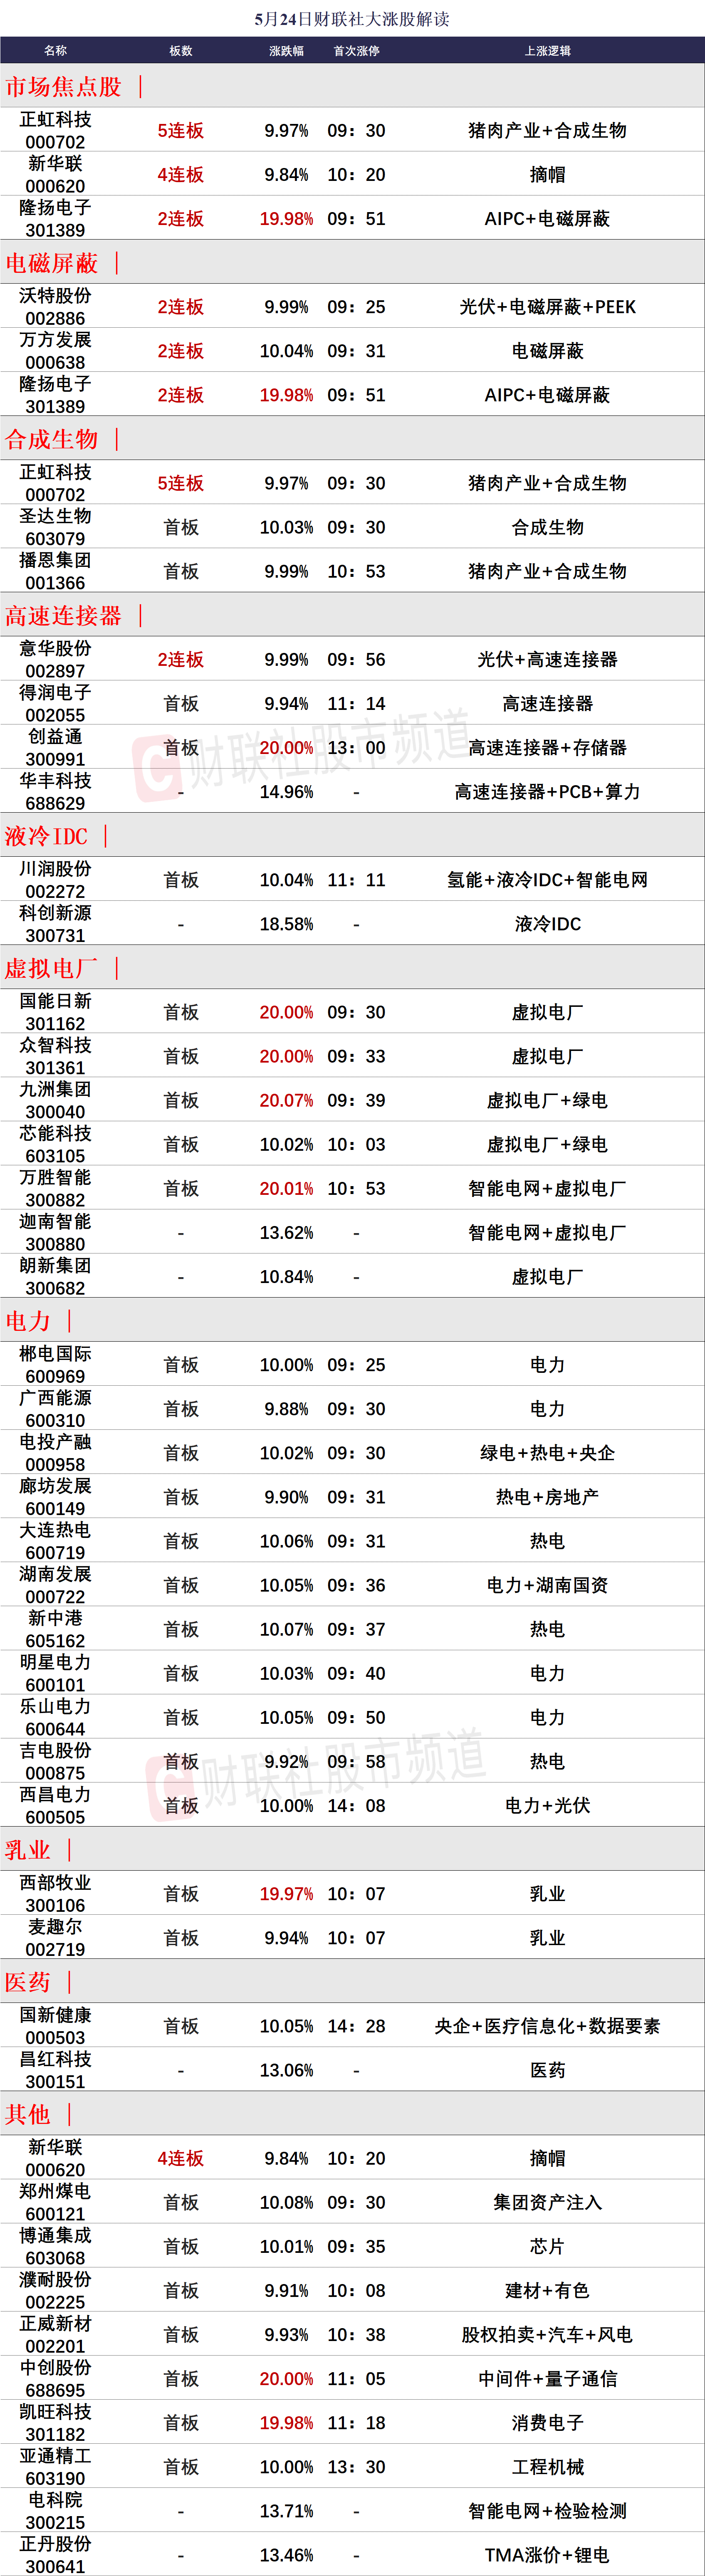 5月24日财联社大涨股解读
名称 板数 涨跌幅 首次涨停 上涨逻辑
市场焦点股 |
正虹科技
000702 5连板 9.97% 09：30 猪肉产业+合成生物
新华联
000620 4连板 9.84% 10：20 摘帽
隆扬电子
301389 2连板 19.98% 09：51 AIPC+电磁屏蔽
电磁屏蔽 |
沃特股份
002886 2连板 9.99% 09：25 光伏+电磁屏蔽+PEEK
万方发展
000638 2连板 10.04% 09：31 电磁屏蔽
隆扬电子
301389 2连板 19.98% 09：51 AIPC+电磁屏蔽
合成生物 |
正虹科技
000702 5连板 9.97% 09：30 猪肉产业+合成生物
圣达生物
603079 首板 10.03% 09：30 合成生物
播恩集团
001366 首板 9.99% 10：53 猪肉产业+合成生物
高速连接器 |
意华股份
002897 2连板 9.99% 09：56 光伏+高速连接器
得润电子
002055 首板 9.94% 11：14 高速连接器
创益通
300991 首板 20.00% 13：00 高速连接器+存储器
财联社股市频道
华丰科技
688629 - 14.96% - 高速连接器+PCB+算力
液冷IDC |
川润股份
002272 首板 10.04% 11：11 氢能+液冷IDC+智能电网
科创新源
300731 - 18.58% - 液冷IDC
虚拟电厂 |
国能日新
301162 首板 20.00% 09：30 虚拟电厂
众智科技
301361 首板 20.00% 09：33 虚拟电厂
九洲集团
300040 首板 20.07% 09：39 虚拟电厂+绿电
芯能科技
603105 首板 10.02% 10：03 虚拟电厂+绿电
万胜智能
300882 首板 20.01% 10：53 智能电网+虚拟电厂
迦南智能
300880 - 13.62% - 智能电网+虚拟电厂
朗新集团
300682 - 10.84% - 虚拟电厂
电力 |
郴电国际
600969 首板 10.00% 09：25 电力
广西能源
600310 首板 9.88% 09：30 电力
电投产融
000958 首板 10.02% 09：30 绿电+热电+央企
廊坊发展
600149 首板 9.90% 09：31 热电+房地产
大连热电
600719 首板 10.06% 09：31 热电
湖南发展
000722 首板 10.05% 09：36 电力+湖南国资
新中港
605162 首板 10.07% 09：37 热电
明星电力
600101 首板 10.03% 09：40 电力
乐山电力
600644 首板 10.05% 09：50 电力
吉电股份
000875 首板 9.92% 09：58 热电
财联社股市频道
西昌电力
600505 首板 10.00% 14：08 电力+光伏
乳业 |
西部牧业
300106 首板 19.97% 10：07 乳业
麦趣尔
002719 首板 9.94% 10：07 乳业
医药 |
国新健康
000503 首板 10.05% 14：28 央企+医疗信息化+数据要素
昌红科技
300151 - 13.06% - 医药
其他 |
新华联
000620 4连板 9.84% 10：20 摘帽
郑州煤电
600121 首板 10.08% 09：30 集团资产注入
博通集成
603068 首板 10.01% 09：35 芯片
濮耐股份
002225 首板 9.91% 10：08 建材+有色
正威新材
002201 首板 9.93% 10：38 股权拍卖+汽车+风电
中创股份
688695 首板 20.00% 11：05 中间件+量子通信
凯旺科技
301182 首板 19.98% 11：18 消费电子
亚通精工
603190 首板 10.00% 13：30 工程机械
电科院
300215 - 13.71% - 智能电网+检验检测
正丹股份
300641 - 13.46% - TMA涨价+锂电